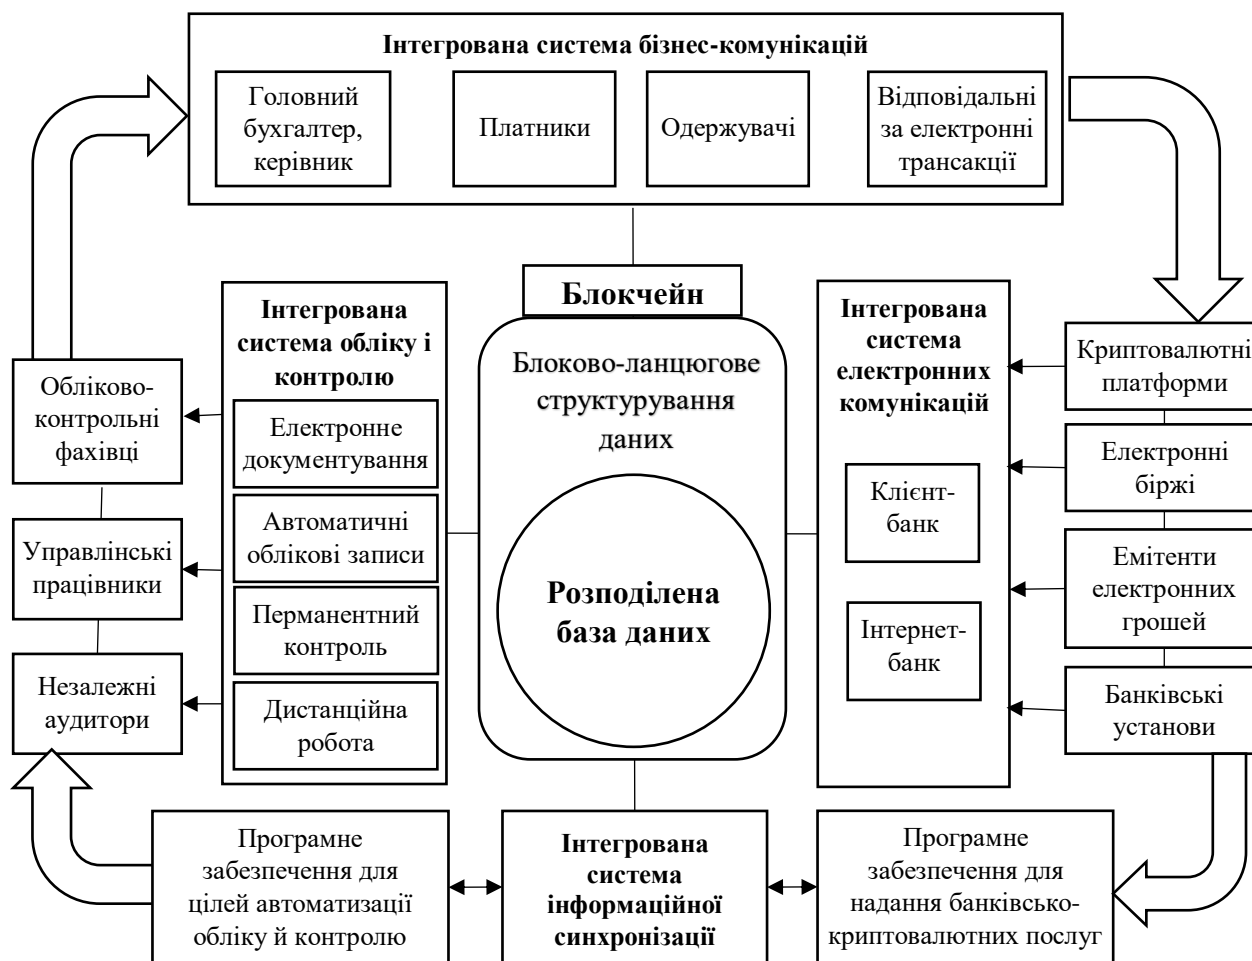 Інтегрована система бізнес-комунікацій
Головний
бухгалтер,
керівник
Платники
Одержувачі
Відповідальні
за електронні
трансакції
Блокчейн
Блоково-ланцюгове
структурування
даних
Розподілена
база даних
Інтегрована
система обліку і
контролю
Електронне
документування
Автоматичні
облікові записи
Перманентний
контроль
Дистанційна
робота
Обліково-
контрольні
фахівці
Управлінські
працівники
Незалежні
аудитори
Інтегрована
система
електронних
комунікацій
Клієнт-
банк
Інтернет-
банк
Криптовалютні
платформи
Електронні
біржі
Емітенти
електронних
грошей
Банківські
установи
Програмне
забезпечення для
цілей автоматизації
обліку й контролю
Інтегрована
система
інформаційної
синхронізації
Програмне
забезпечення для
надання банківсько-
криптовалютних послуг